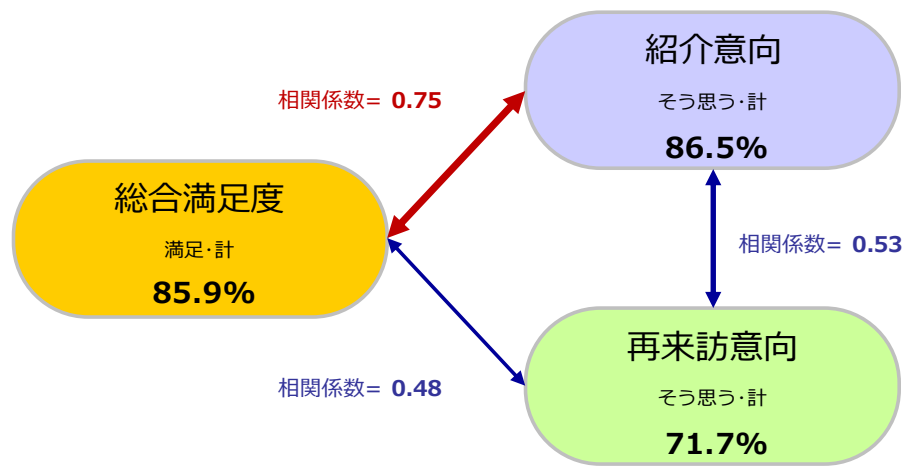 紹介意向
そう思う・計
86.5%
相関係数= 0.75
総合満足度
満足・計
85.9%
相関係数= 0.53
再来訪意向
そう思う・計
71.7%
相関係数= 0.48